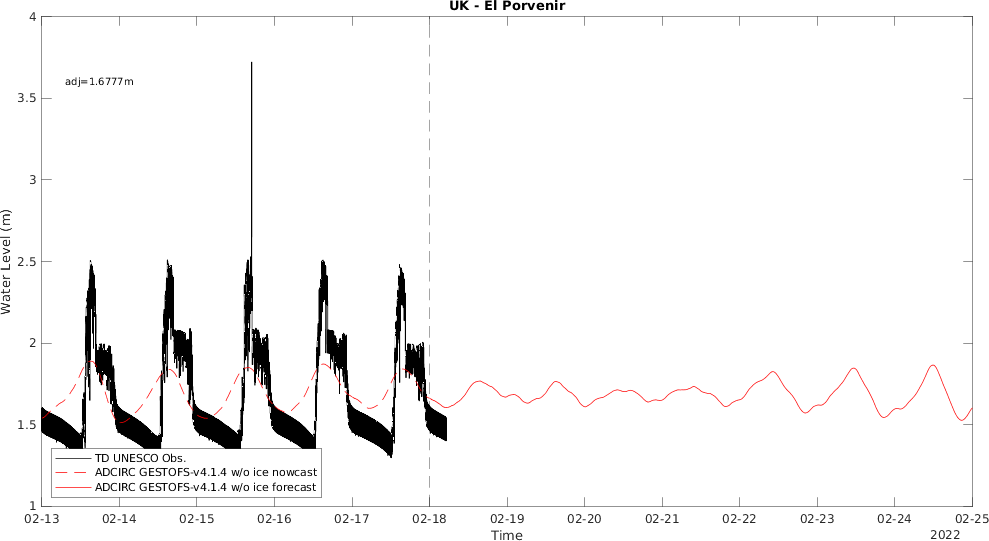 UK - El Porvenir
4
adj=1.6777m
3.5
3
2.5
2
1.5
1
Water Level (m)
TD UNESCO Obs.
ADCIRC GESTOFS-v4.1.4 w/o ice nowcast
ADCIRC GESTOFS-v4.1.4 w/o ice forecast
02-13 02-14 02-15 02-16 02-17 02-18 02-19 02-20 02-21 02-22 02-23 02-24 02-25
Time
2022